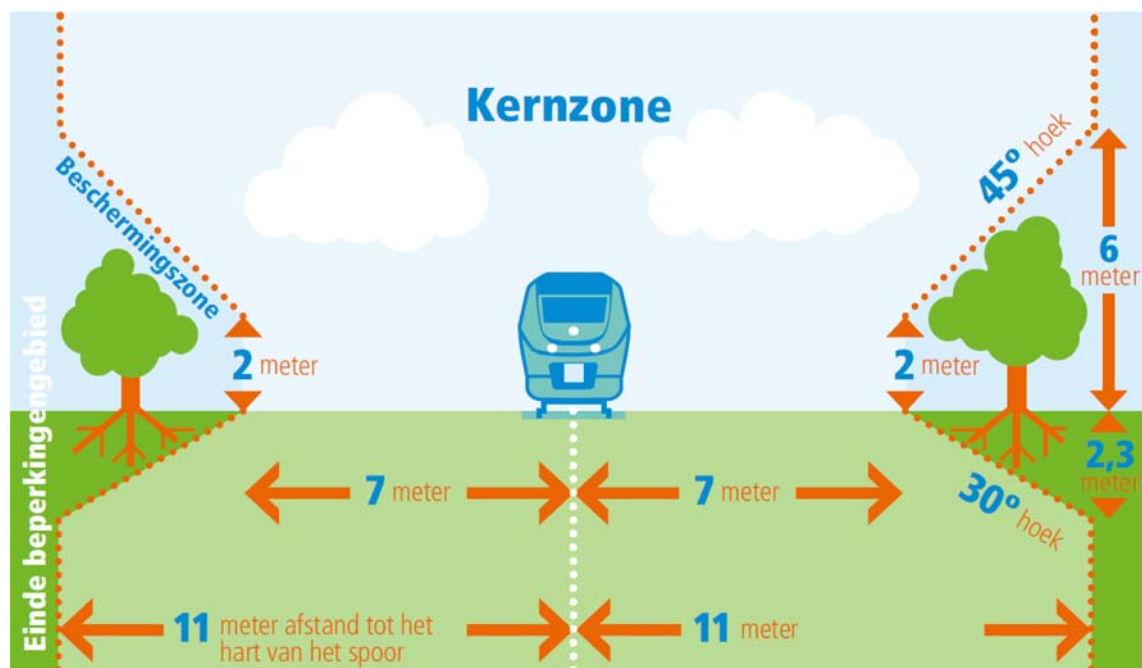 Kernzone
45° hoek
Beschermingszone
6
meter
2 meter
2 meter
Einde beperkingengebied
2,3
meter
7 meter
7 meter
30° hoek
11 meter afstand tot het
hart van het spoor
11 meter